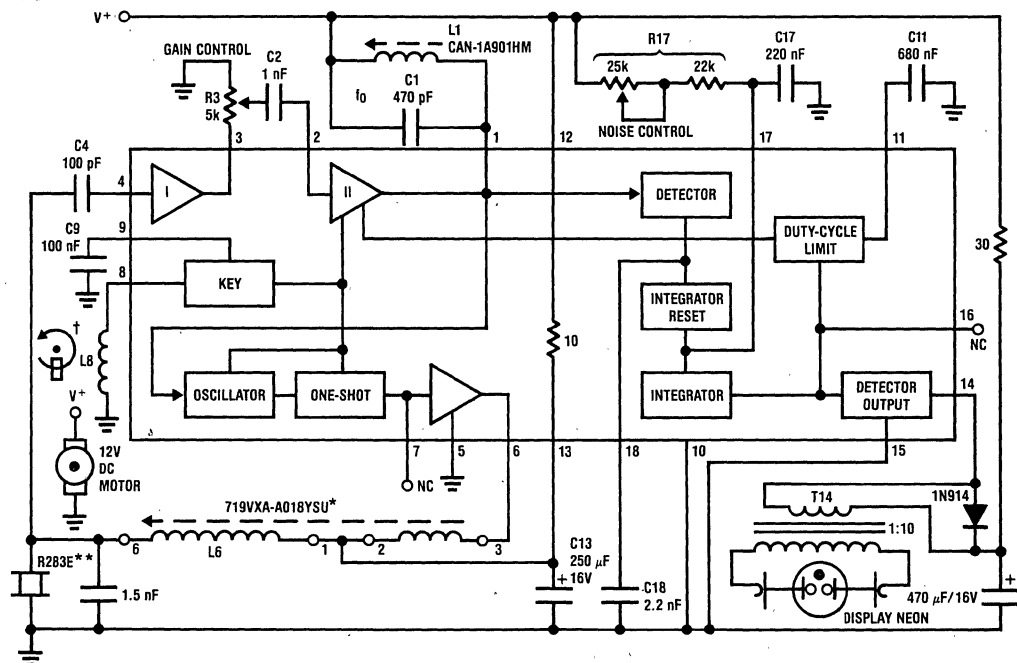 V+
L1
CAN-1A901HM
GAIN CONTROL
C2
1 nF
R3
5k
f0
C1
470 pF
R17
25k
22k
NOISE CONTROL
C17
220 nF
C11
680 nF
3
2
1
12
17
11
C4
100 pF
4
I
II
DETECTOR
C9
100 nF
9
8
KEY
DUTY-CYCLE
LIMIT
30
INTEGRATOR
RESET
16
NC
†
L8
10
OSCILLATOR
ONE-SHOT
INTEGRATOR
DETECTOR
OUTPUT
14
V+
12V
DC
MOTOR
7
5
6
13
18
10
15
NC
719VXA-A018YSU*
T14
1N914
1:10
6
L6
1
2
3
R283E**
1.5 nF
C13
250 µF
+ 16V
C18
2.2 nF
470 µF/16V
+
DISPLAY NEON